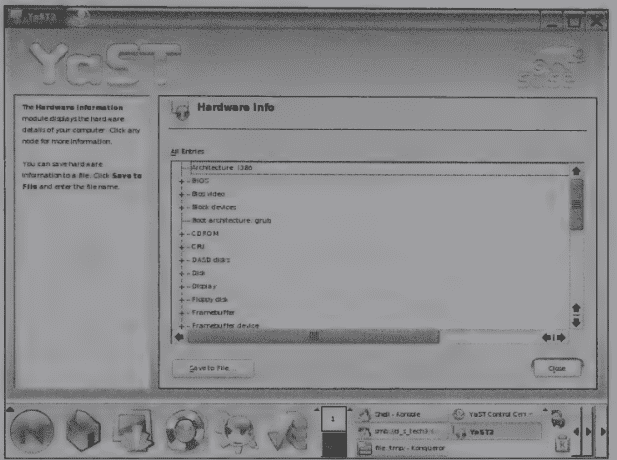 YaST2
YaST
The Hardware Information
module displays the hardware
details of your computer. Click any
node for more information.
You can save hardware
information to a file. Click Save to
File and enter the file name.
Hardware Info
All Entries
Architecture: i386
BIOS
Bios video
Block devices
Boot architecture: grub
CDROM
CPU
DASD disks
Disk
Display
Floppy disk
Framebuffer
Framebuffer device
Save to File...
Close
1
Shell - Konsole
YaST Control Cen
YaST2
file:/tmp - Konqueror